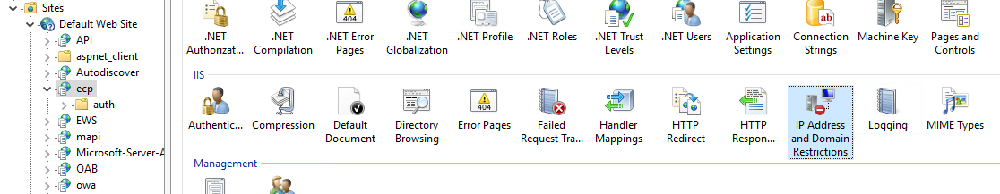 Sites
Default Web Site
API
aspnet_client
Autodiscover
ecp
auth
EWS
mapi
Microsoft-Server-A
OAB
owa
.NET Authorizat...
.NET Compilation
.NET Error Pages
.NET Globalization
.NET Profile
.NET Roles
.NET Trust Levels
.NET Users
Application Settings
Connection Strings
Machine Key
Pages and Controls
IIS
Authentic...
Compression
Default Document
Directory Browsing
Error Pages
Failed Request Tra...
Handler Mappings
HTTP Redirect
HTTP Respon...
IP Address and Domain Restrictions
Logging
MIME Types
Management